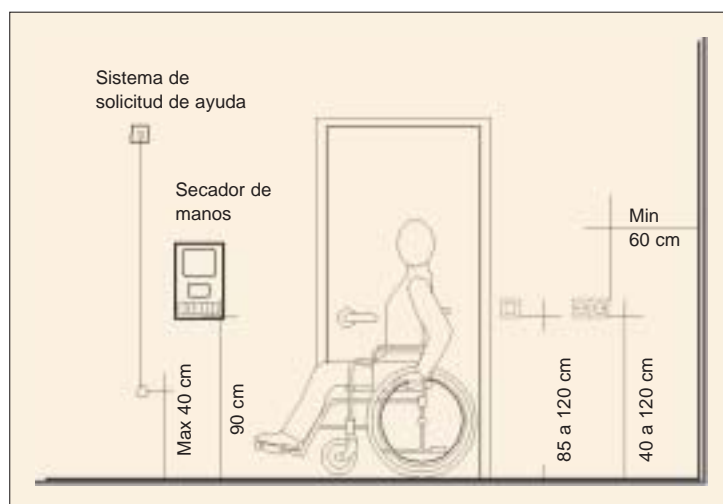 Sistema de
solicitud de ayuda
Secador de
manos
Min
60 cm
Max 40 cm
90 cm
85 a 120 cm
40 a 120 cm